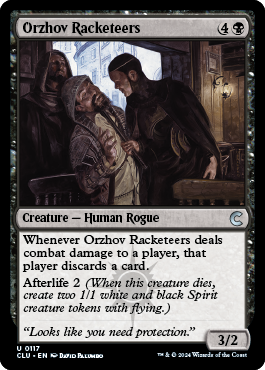 Orzhov Racketeers 4
Creature — Human Rogue
Whenever Orzhov Racketeers deals
combat damage to a player, that
player discards a card.
Afterlife 2 (When this creature dies,
create two 1/1 white and black Spirit
creature tokens with flying.)
“Looks like you need protection.”
3/2
U 0117
CLU • EN David Palumbo
™ & © 2024 Wizards of the Coast